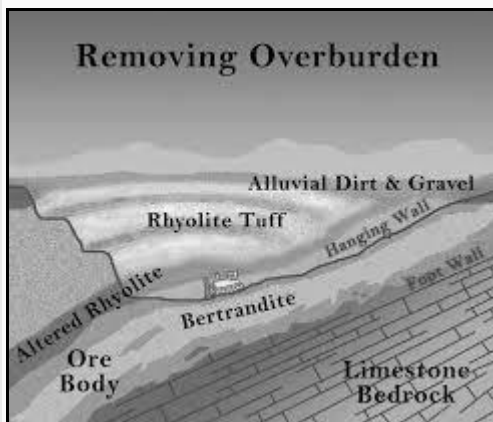 Removing Overburden
Alluvial Dirt & Gravel
Rhyolite Tuff
Hanging Wall
Foot Wall
Altered Rhyolite
Bertrandite
Ore
Body
Limestone
Bedrock